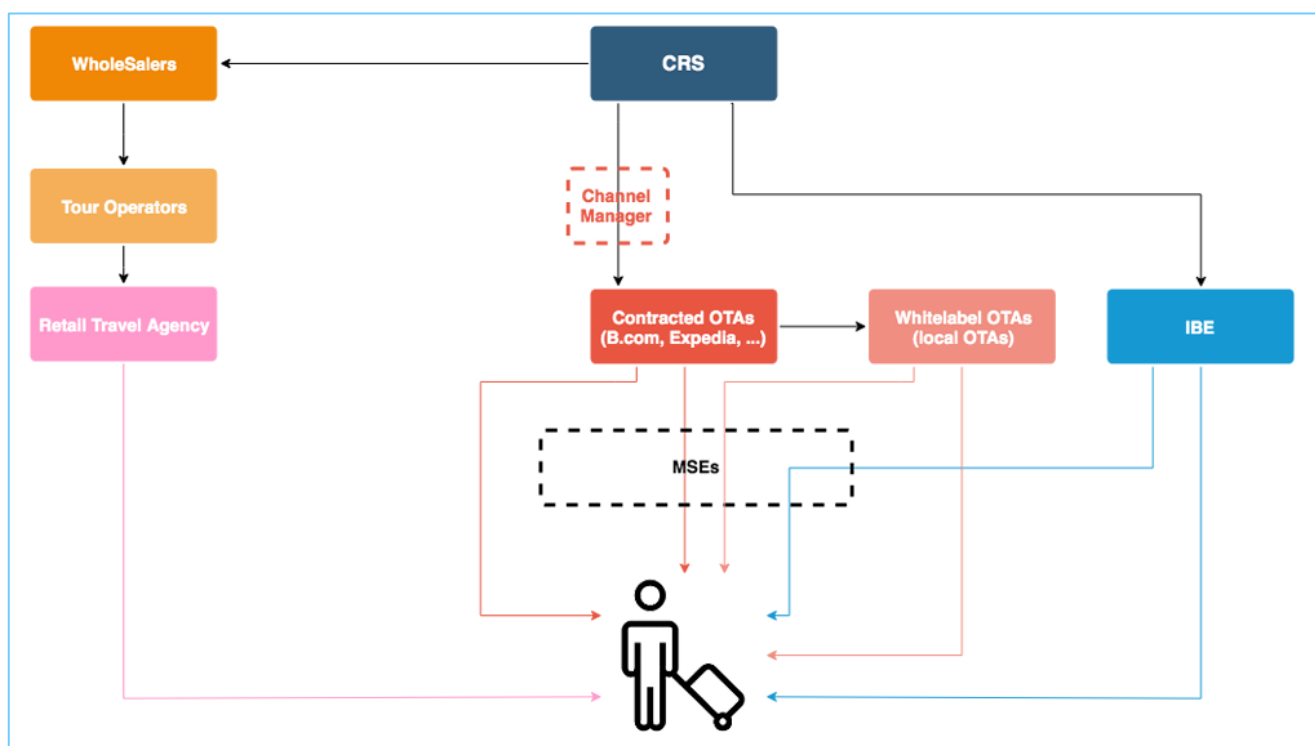 WholeSalers
CRS
Channel
Manager
Tour Operators
Retail Travel Agency
Contracted OTAs
(B.com, Expedia, ...)
Whitelabel OTAs
(local OTAs)
IBE
MSEs